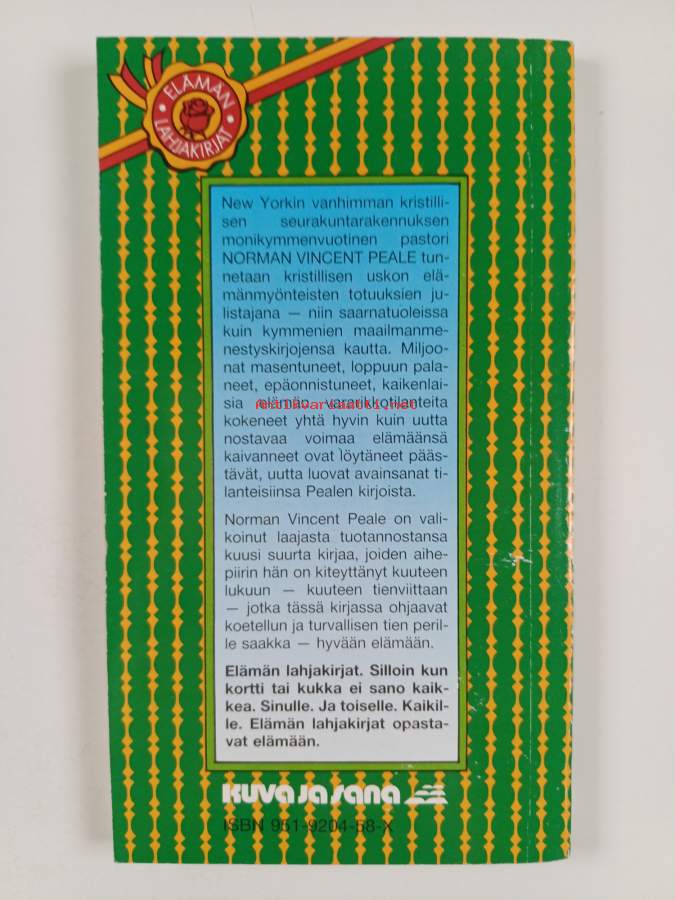 ELÄMÄN
LAHJAKIRJAT
New Yorkin vanhimman kristilli-
sen seurakuntarakennuksen
monikymmenvuotinen pastori
NORMAN VINCENT PEALE tun-
netaan kristillisen uskon elä-
mänmyönteisten totuuksien ju-
listajana — niin saarnatuoleissa
kuin kymmenien maailmanme-
nestyskirjojensa kautta. Miljoo-
nat masentuneet, loppuun pala-
neet, epäonnistuneet, kaikenlai-
sia elämän vararikkotilanteita
kokeneet yhtä hyvin kuin uutta
nostavaa voimaa elämäänsä
kaivanneet ovat löytäneet pääs-
tävät, uutta luovat avainsanat ti-
lanteisiinsa Pealen kirjoista.
Norman Vincent Peale on vali-
koinut laajasta tuotannostansa
kuusi suurta kirjaa, joiden aihe-
piirin hän on kiteyttänyt kuuteen
lukuun — kuuteen tienviittaan
— jotka tässä kirjassa ohjaavat
koetellun ja turvallisen tien peril-
le saakka — hyvään elämään.
Elämän lahjakirjat. Silloin kun
kortti tai kukka ei sano kaik-
kea. Sinulle. Ja toiselle. Kaikil-
le. Elämän lahjakirjat opasta-
vat elämään.
kuva ja sana
ISBN 951-9204-58-X